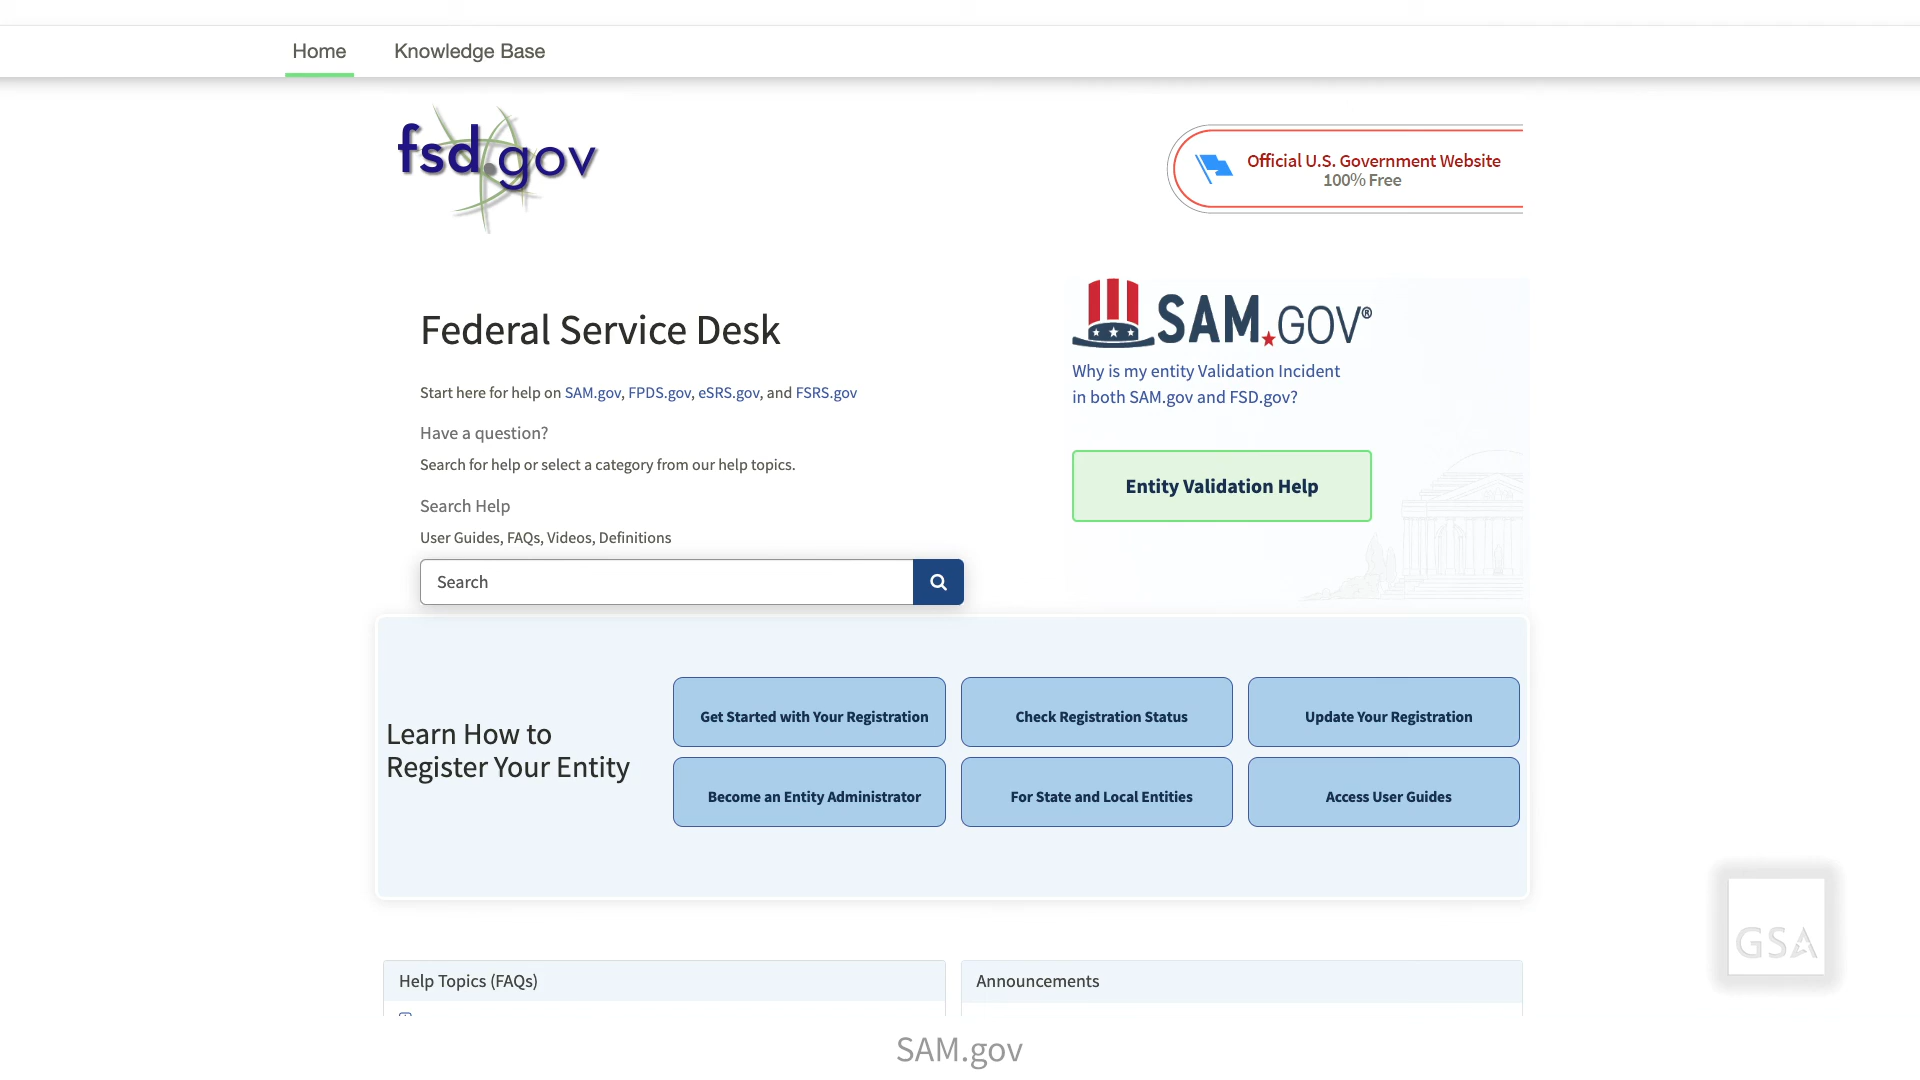 Home
Knowledge Base
fsd.gov
Official U.S. Government Website
100% Free
Federal Service Desk
Start here for help on SAM.gov, FPDS.gov, eSRS.gov, and FSRS.gov
Have a question?
Search for help or select a category from our help topics.
Search Help
User Guides, FAQs, Videos, Definitions
Search
SAM.GOV®
Why is my entity Validation Incident
in both SAM.gov and FSD.gov?
Entity Validation Help
Learn How to
Register Your Entity
Get Started with Your Registration
Check Registration Status
Update Your Registration
Become an Entity Administrator
For State and Local Entities
Access User Guides
Help Topics (FAQs)
Announcements
GSA
SAM.gov